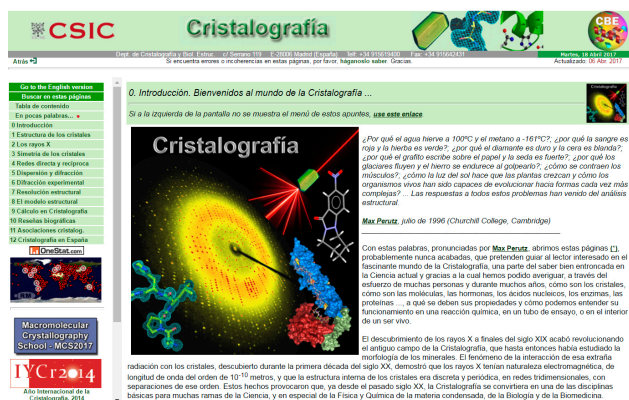 CSIC
Cristalografía
CBE
Dept. de Cristalografía y Biol. Estruc. c/ Serrano 119 E-28006 Madrid (España) Telf. +34 915619400 Fax: +34 915642431
Martes, 18 Abril 2017
Atrás
Si encuentra errores o incoherencias en estas páginas, por favor, háganoslo saber. Gracias.
Actualizado: 06 Abr. 2017
Go to the English version
Buscar en estas páginas
Tabla de contenido
En pocas palabras...
0 Introducción
1 Estructura de los cristales
2 Los rayos X
3 Simetría de los cristales
4 Redes directa y recíproca
5 Dispersión y difracción
6 Difracción experimental
7 Resolución estructural
8 El modelo estructural
9 Cálculo en Cristalografía
10 Reseñas biográficas
11 Asociaciones cristalog.
12 Cristalografía en España
OneStat.com
Macromolecular
Crystallography
School - MCS2017
IYCr2014
Año Internacional de la
Cristalografía, 2014
0. Introducción. Bienvenidos al mundo de la Cristalografía ...
Si a la izquierda de la pantalla no se muestra el menú de estos apuntes, use este enlace
Cristalografía
¿Por qué el agua hierve a 100ºC y el metano a -161ºC?; ¿por qué la sangre es
roja y la hierba es verde?; ¿por qué el diamante es duro y la cera es blanda?;
¿por qué el grafito escribe sobre el papel y la seda es fuerte?; ¿por qué los
glaciares fluyen y el hierro se endurece al golpearlo?; ¿cómo se contraen los
músculos?; ¿cómo la luz del sol hace que las plantas crezcan y cómo los
organismos vivos han sido capaces de evolucionar hacia formas cada vez más
complejas? ... Las respuestas a todos estos problemas han venido del análisis
estructural.
Max Perutz, julio de 1996 (Churchill College, Cambridge)
Con estas palabras, pronunciadas por Max Perutz, abrimos estas páginas (*),
probablemente nunca acabadas, que pretenden guiar al lector interesado en el
fascinante mundo de la Cristalografía, una parte del saber bien entroncada en
la Ciencia actual y gracias a la cual hemos podido averiguar, a través del
esfuerzo de muchas personas y durante muchos años, cómo son los cristales,
cómo son las moléculas, las hormonas, los ácidos nucleicos, los enzimas, las
proteínas ..., a qué se deben sus propiedades y cómo podemos entender su
funcionamiento en una reacción química, en un tubo de ensayo, o en el interior
de un ser vivo.
El descubrimiento de los rayos X a finales del siglo XIX acabó revolucionando
el antiguo campo de la Cristalografía, que hasta entonces había estudiado la
morfología de los minerales. El fenómeno de la interacción de esa extraña
radiación con los cristales, descubierto durante la primera década del siglo XX, demostró que los rayos X tenían naturaleza electromagnética, de
longitud de onda del orden de 10-10 metros, y que la estructura interna de los cristales era discreta y periódica, en redes tridimensionales, con
separaciones de ese orden. Estos hechos provocaron que, ya desde el pasado siglo XX, la Cristalografía se convirtiera en una de las disciplinas
básicas para muchas ramas de la Ciencia, y en especial de la Física y Química de la materia condensada, de la Biología y de la Biomedicina.